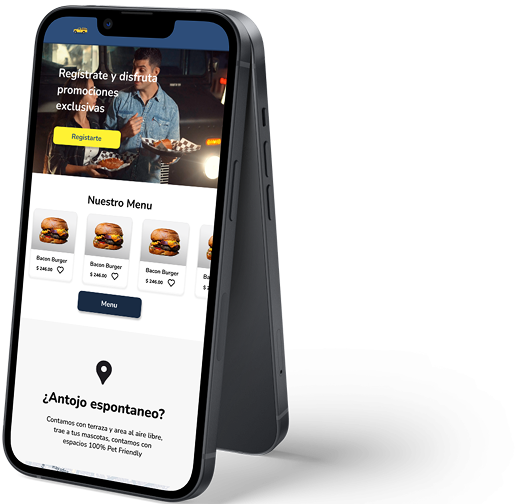 Registrate y disfruta
promociones
exclusivas
Registarte
Nuestro Menu
Bacon Burger
$ 246.00
Bacon Burger
$ 246.00
Bacon Burger
$ 246.00
Menu
¿Antojo espontaneo?
Contamos con terraza y area al aire libre,
trae a tus mascotas, contamos con
espacios 100% Pet Friendly